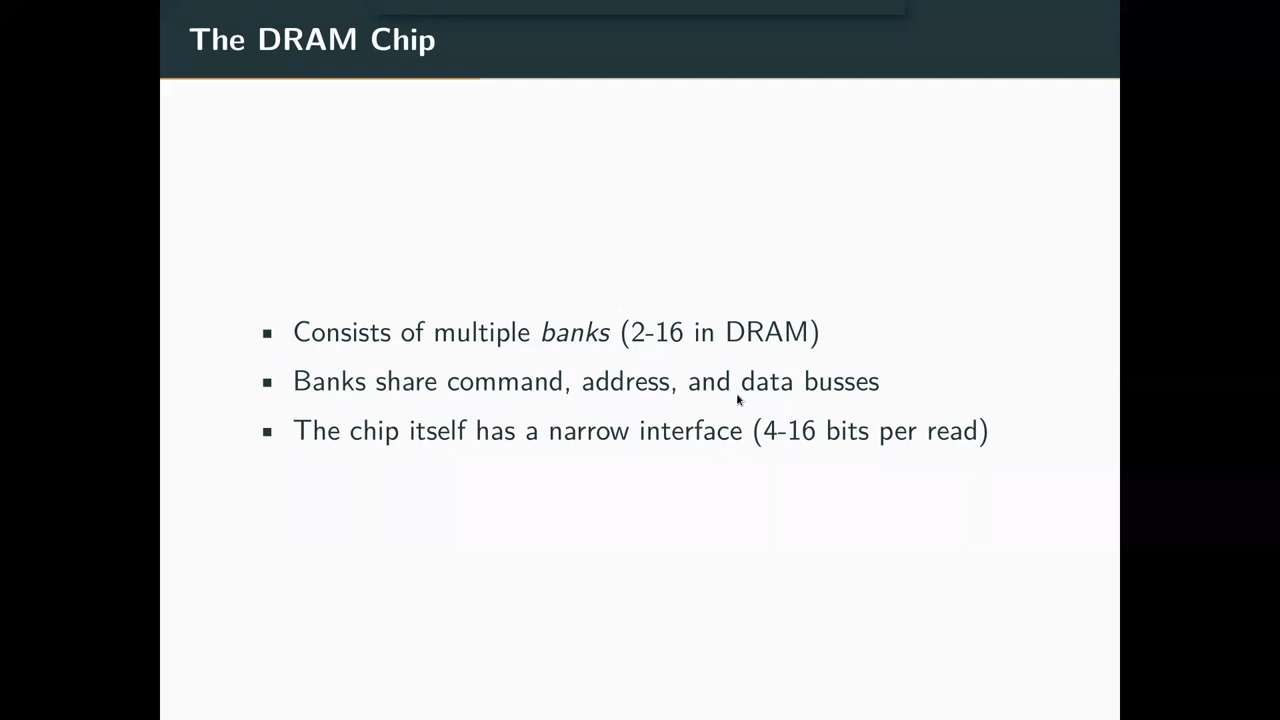 The DRAM Chip
Consists of multiple banks (2-16 in DRAM)
Banks share command, address, and data busses
The chip itself has a narrow interface (4-16 bits per read)